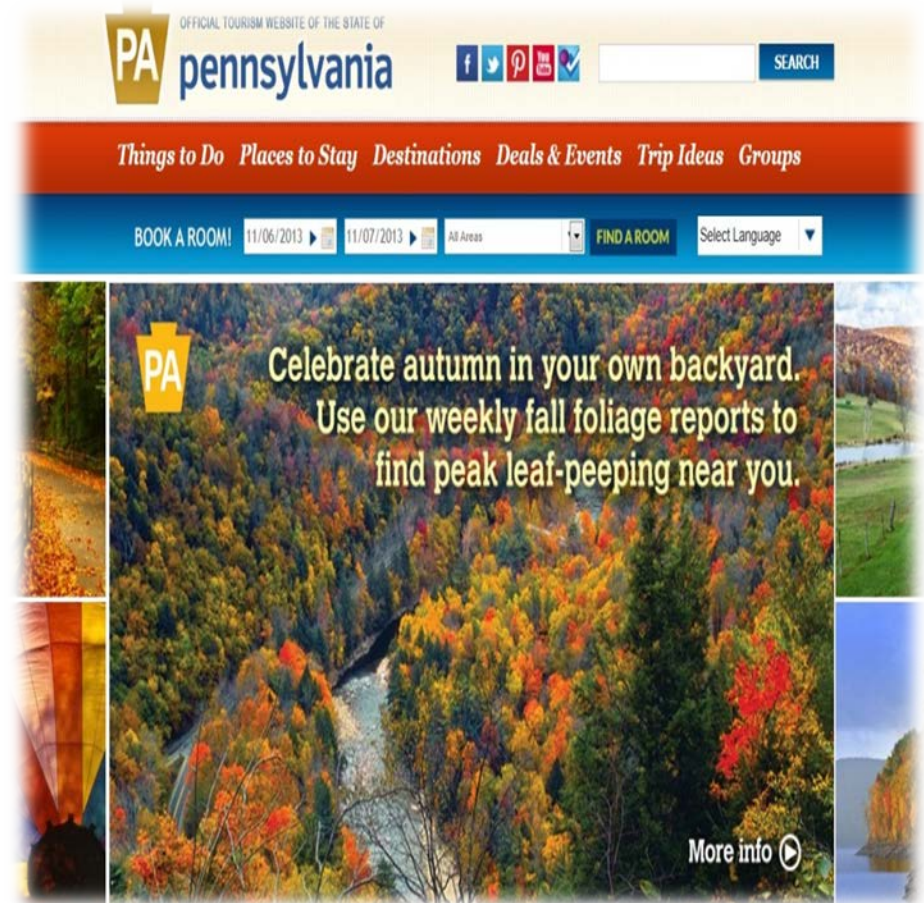 OFFICIAL TOURISM WEBSITE OF THE STATE OF
PA
pennsylvania
f
You
Tube
SEARCH
Things to Do Places to Stay Destinations Deals & Events Trip Ideas Groups
BOOK A ROOM! 11/06/2013 11/07/2013 All Areas FIND A ROOM Select Language
PA
Celebrate autumn in your own backyard.
Use our weekly fall foliage reports to
find peak leaf-peeping near you.
More info